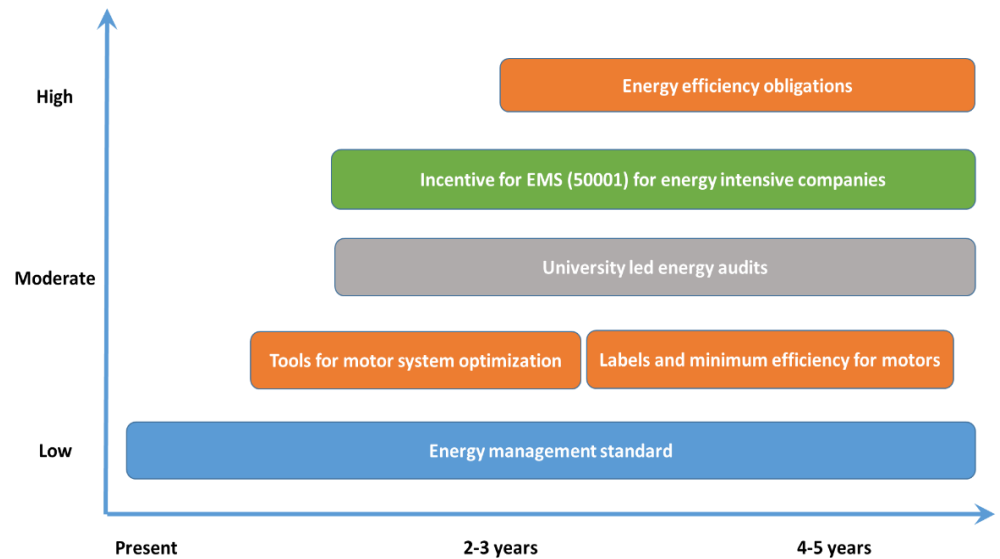 High
Energy efficiency obligations
Incentive for EMS (50001) for energy intensive companies
Moderate
University led energy audits
Tools for motor system optimization
Labels and minimum efficiency for motors
Low
Energy management standard
Present
2-3 years
4-5 years